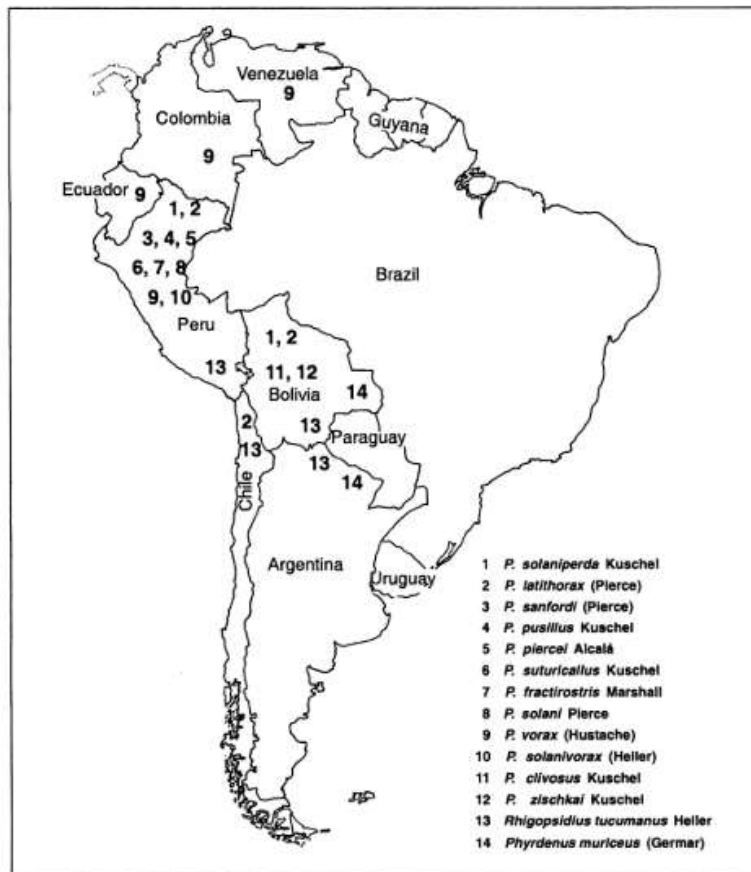 Venezuela
9
Colombia
Guyana
9
Ecuador 9
1, 2
3, 4, 5
6, 7, 8
Brazil
9, 10
Peru
1, 2
13
11, 12
14
Bolivia
2
13
Paraguay
13
13
14
Chile
Argentina
Uruguay
1 P. solaniperda Kuschel
2 P. latithorax (Pierce)
3 P. sanfordi (Pierce)
4 P. pusillus Kuschel
5 P. piercei Alcalá
6 P. suturicallus Kuschel
7 P. fractirostris Marshall
8 P. solani Pierce
9 P. vorax (Hustache)
10 P. solanivorax (Heller)
11 P. clivosus Kuschel
12 P. zischkai Kuschel
13 Rhigopsidius tucumanus Heller
14 Phyrdenus muriceus (Germar)